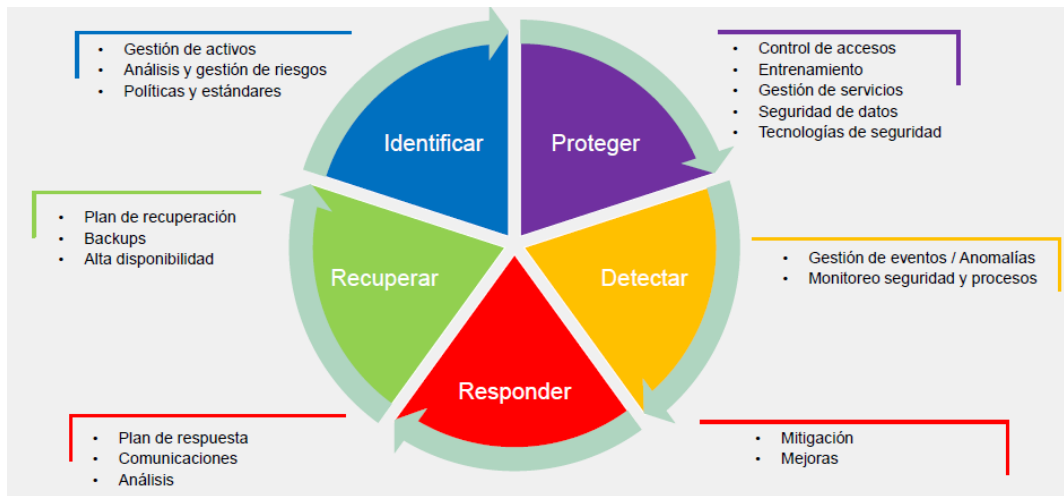 • Gestión de activos
• Análisis y gestión de riesgos
• Políticas y estándares
• Control de accesos
• Entrenamiento
• Gestión de servicios
• Seguridad de datos
• Tecnologías de seguridad
Identificar
Proteger
• Plan de recuperación
• Backups
• Alta disponibilidad
Recuperar
Detectar
• Gestión de eventos / Anomalías
• Monitoreo seguridad y procesos
Responder
• Plan de respuesta
• Comunicaciones
• Análisis
• Mitigación
• Mejoras